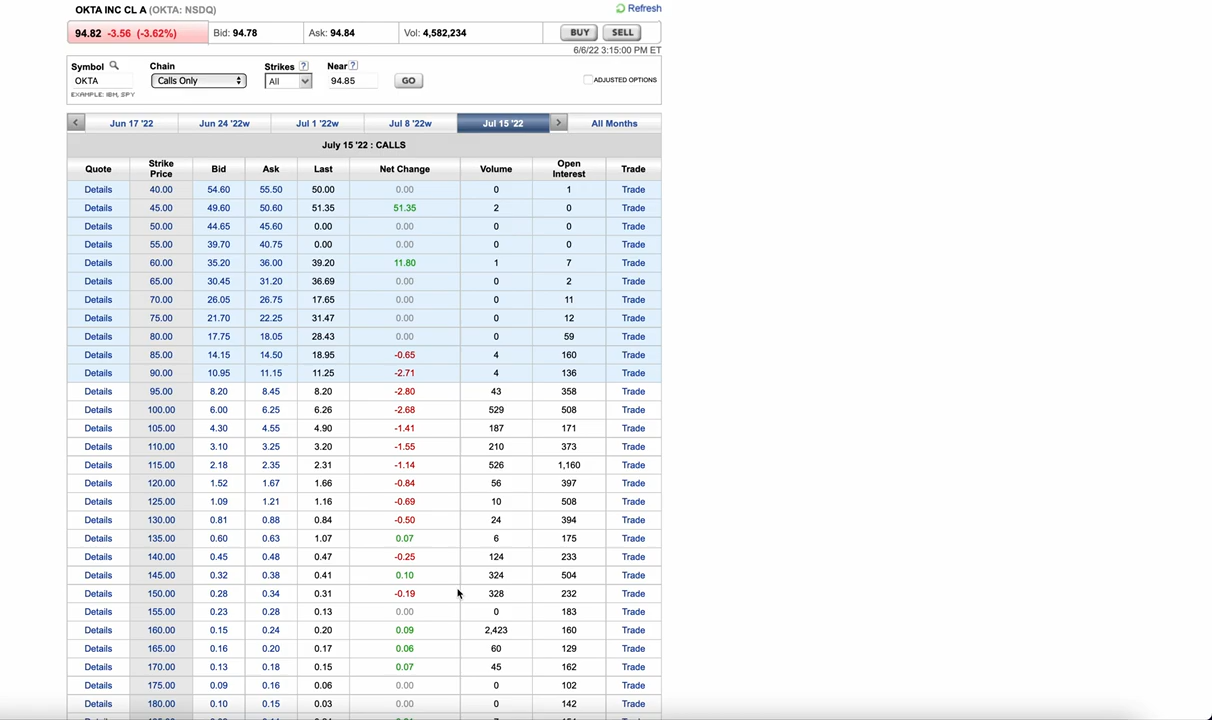 OKTA INC CL A (OKTA: NSDQ)
Refresh
94.82 -3.56 (-3.62%) Bid: 94.78 Ask: 94.84 Vol: 4,582,234 BUY SELL
6/6/22 3:15:00 PM ET
Symbol Chain Strikes ? Near ?
OKTA Calls Only All 94.85 GO ADJUSTED OPTIONS
EXAMPLE: IBM, SPY
< Jun 17 '22 Jun 24 '22w Jul 1 '22w Jul 8 '22w Jul 15 '22 > All Months
July 15 '22 : CALLS
Quote Strike Price Bid Ask Last Net Change Volume Open Interest Trade
Details 40.00 54.60 55.50 50.00 0.00 0 1 Trade
Details 45.00 49.60 50.60 51.35 51.35 2 0 Trade
Details 50.00 44.65 45.60 0.00 0.00 0 0 Trade
Details 55.00 39.70 40.75 0.00 0.00 0 0 Trade
Details 60.00 35.20 36.00 39.20 11.80 1 7 Trade
Details 65.00 30.45 31.20 36.69 0.00 0 2 Trade
Details 70.00 26.05 26.75 17.65 0.00 0 11 Trade
Details 75.00 21.70 22.25 31.47 0.00 0 12 Trade
Details 80.00 17.75 18.05 28.43 0.00 0 59 Trade
Details 85.00 14.15 14.50 18.95 -0.65 4 160 Trade
Details 90.00 10.95 11.15 11.25 -2.71 4 136 Trade
Details 95.00 8.20 8.45 8.20 -2.80 43 358 Trade
Details 100.00 6.00 6.25 6.26 -2.68 529 508 Trade
Details 105.00 4.30 4.55 4.90 -1.41 187 171 Trade
Details 110.00 3.10 3.25 3.20 -1.55 210 373 Trade
Details 115.00 2.18 2.35 2.31 -1.14 526 1,160 Trade
Details 120.00 1.52 1.67 1.66 -0.84 56 397 Trade
Details 125.00 1.09 1.21 1.16 -0.69 10 508 Trade
Details 130.00 0.81 0.88 0.84 -0.50 24 394 Trade
Details 135.00 0.60 0.63 1.07 0.07 6 175 Trade
Details 140.00 0.45 0.48 0.47 -0.25 124 233 Trade
Details 145.00 0.32 0.38 0.41 0.10 324 504 Trade
Details 150.00 0.28 0.34 0.31 -0.19 328 232 Trade
Details 155.00 0.23 0.28 0.13 0.00 0 183 Trade
Details 160.00 0.15 0.24 0.20 0.09 2,423 160 Trade
Details 165.00 0.16 0.20 0.17 0.06 60 129 Trade
Details 170.00 0.13 0.18 0.15 0.07 45 162 Trade
Details 175.00 0.09 0.16 0.06 0.00 0 102 Trade
Details 180.00 0.10 0.15 0.03 0.00 0 142 Trade